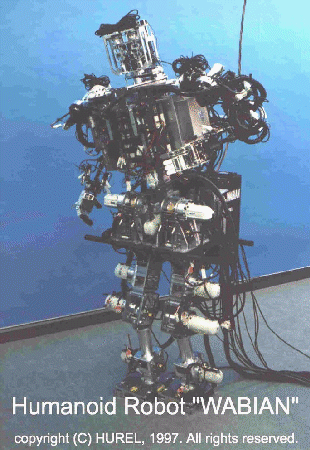 Humanoid Robot "WABIAN"
copyright (C) HUREL, 1997. All rights reserved.